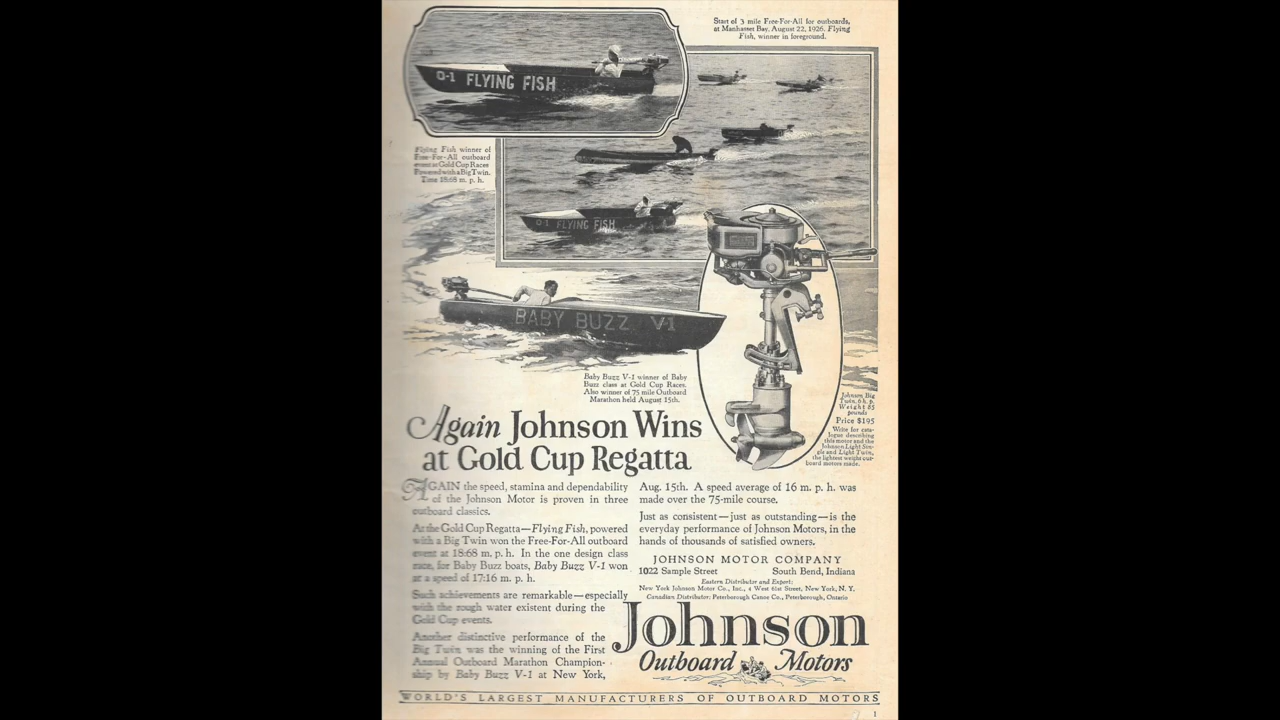 Start of 3 mile Free-For-All for outboards,
at Manhasset Bay, August 22, 1926. Flying
Fish, winner in foreground.
O-1 FLYING FISH
Flying Fish winner of
Free-For-All outboard
event at Gold Cup Races
Powered with a Big Twin.
Time 18:68 m. p. h.
O-1 FLYING FISH
BABY BUZZ V-1
Baby Buzz V-1 winner of Baby
Buzz class at Gold Cup Races.
Also winner of 75 mile Outboard
Marathon held August 15th.
Johnson Big
Twin. 6 h. p.
Weight 85
pounds
Price $195
Write for cata-
logue describing
this motor and the
Johnson Light Sin-
gle and Light Twin,
the lightest weight out-
board motors made.
Again Johnson Wins
at Gold Cup Regatta
AGAIN the speed, stamina and dependability
of the Johnson Motor is proven in three
outboard classics.
At the Gold Cup Regatta—Flying Fish, powered
with a Big Twin won the Free-For-All outboard
event at 18:68 m. p. h. In the one design class
race, for Baby Buzz boats, Baby Buzz V-1 won
at a speed of 17:16 m. p. h.
Such achievements are remarkable—especially
with the rough water existent during the
Gold Cup events.
Another distinctive performance of the
Big Twin was the winning of the First
Annual Outboard Marathon Champion-
ship by Baby Buzz V-1 at New York,
Aug. 15th. A speed average of 16 m. p. h. was
made over the 75-mile course.
Just as consistent—just as outstanding—is the
everyday performance of Johnson Motors, in the
hands of thousands of satisfied owners.
JOHNSON MOTOR COMPANY
1022 Sample Street South Bend, Indiana
Eastern Distributor and Export:
New York Johnson Motor Co., Inc., 4 West 61st Street, New York, N. Y.
Canadian Distributor: Peterborough Canoe Co., Peterborough, Ontario
Johnson
Outboard Motors
WORLD'S LARGEST MANUFACTURERS OF OUTBOARD MOTORS
1